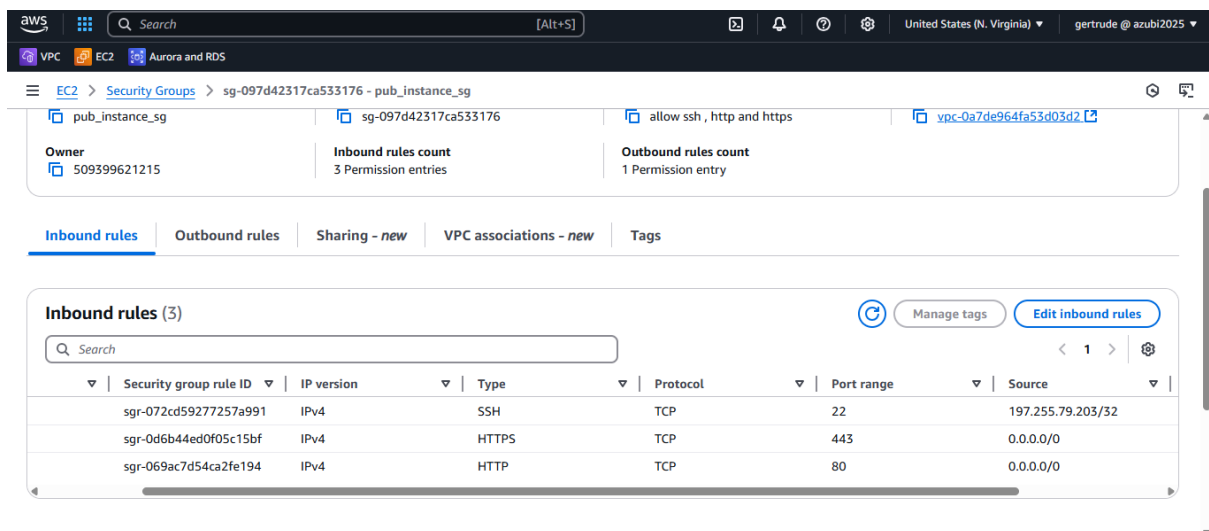 aws Search [Alt+S] United States (N. Virginia) gertrude @ azubi2025
VPC EC2 Aurora and RDS
EC2 > Security Groups > sg-097d42317ca533176 - pub_instance_sg
pub_instance_sg sg-097d42317ca533176 allow ssh , http and https vpc-0a7de964fa53d03d2
Owner Inbound rules count Outbound rules count
509399621215 3 Permission entries 1 Permission entry
Inbound rules Outbound rules Sharing - new VPC associations - new Tags
Inbound rules (3) Manage tags Edit inbound rules
Search < 1 >
Security group rule ID IP version Type Protocol Port range Source
sgr-072cd59277257a991 IPv4 SSH TCP 22 197.255.79.203/32
sgr-0d6b44ed0f05c15bf IPv4 HTTPS TCP 443 0.0.0.0/0
sgr-069ac7d54ca2fe194 IPv4 HTTP TCP 80 0.0.0.0/0